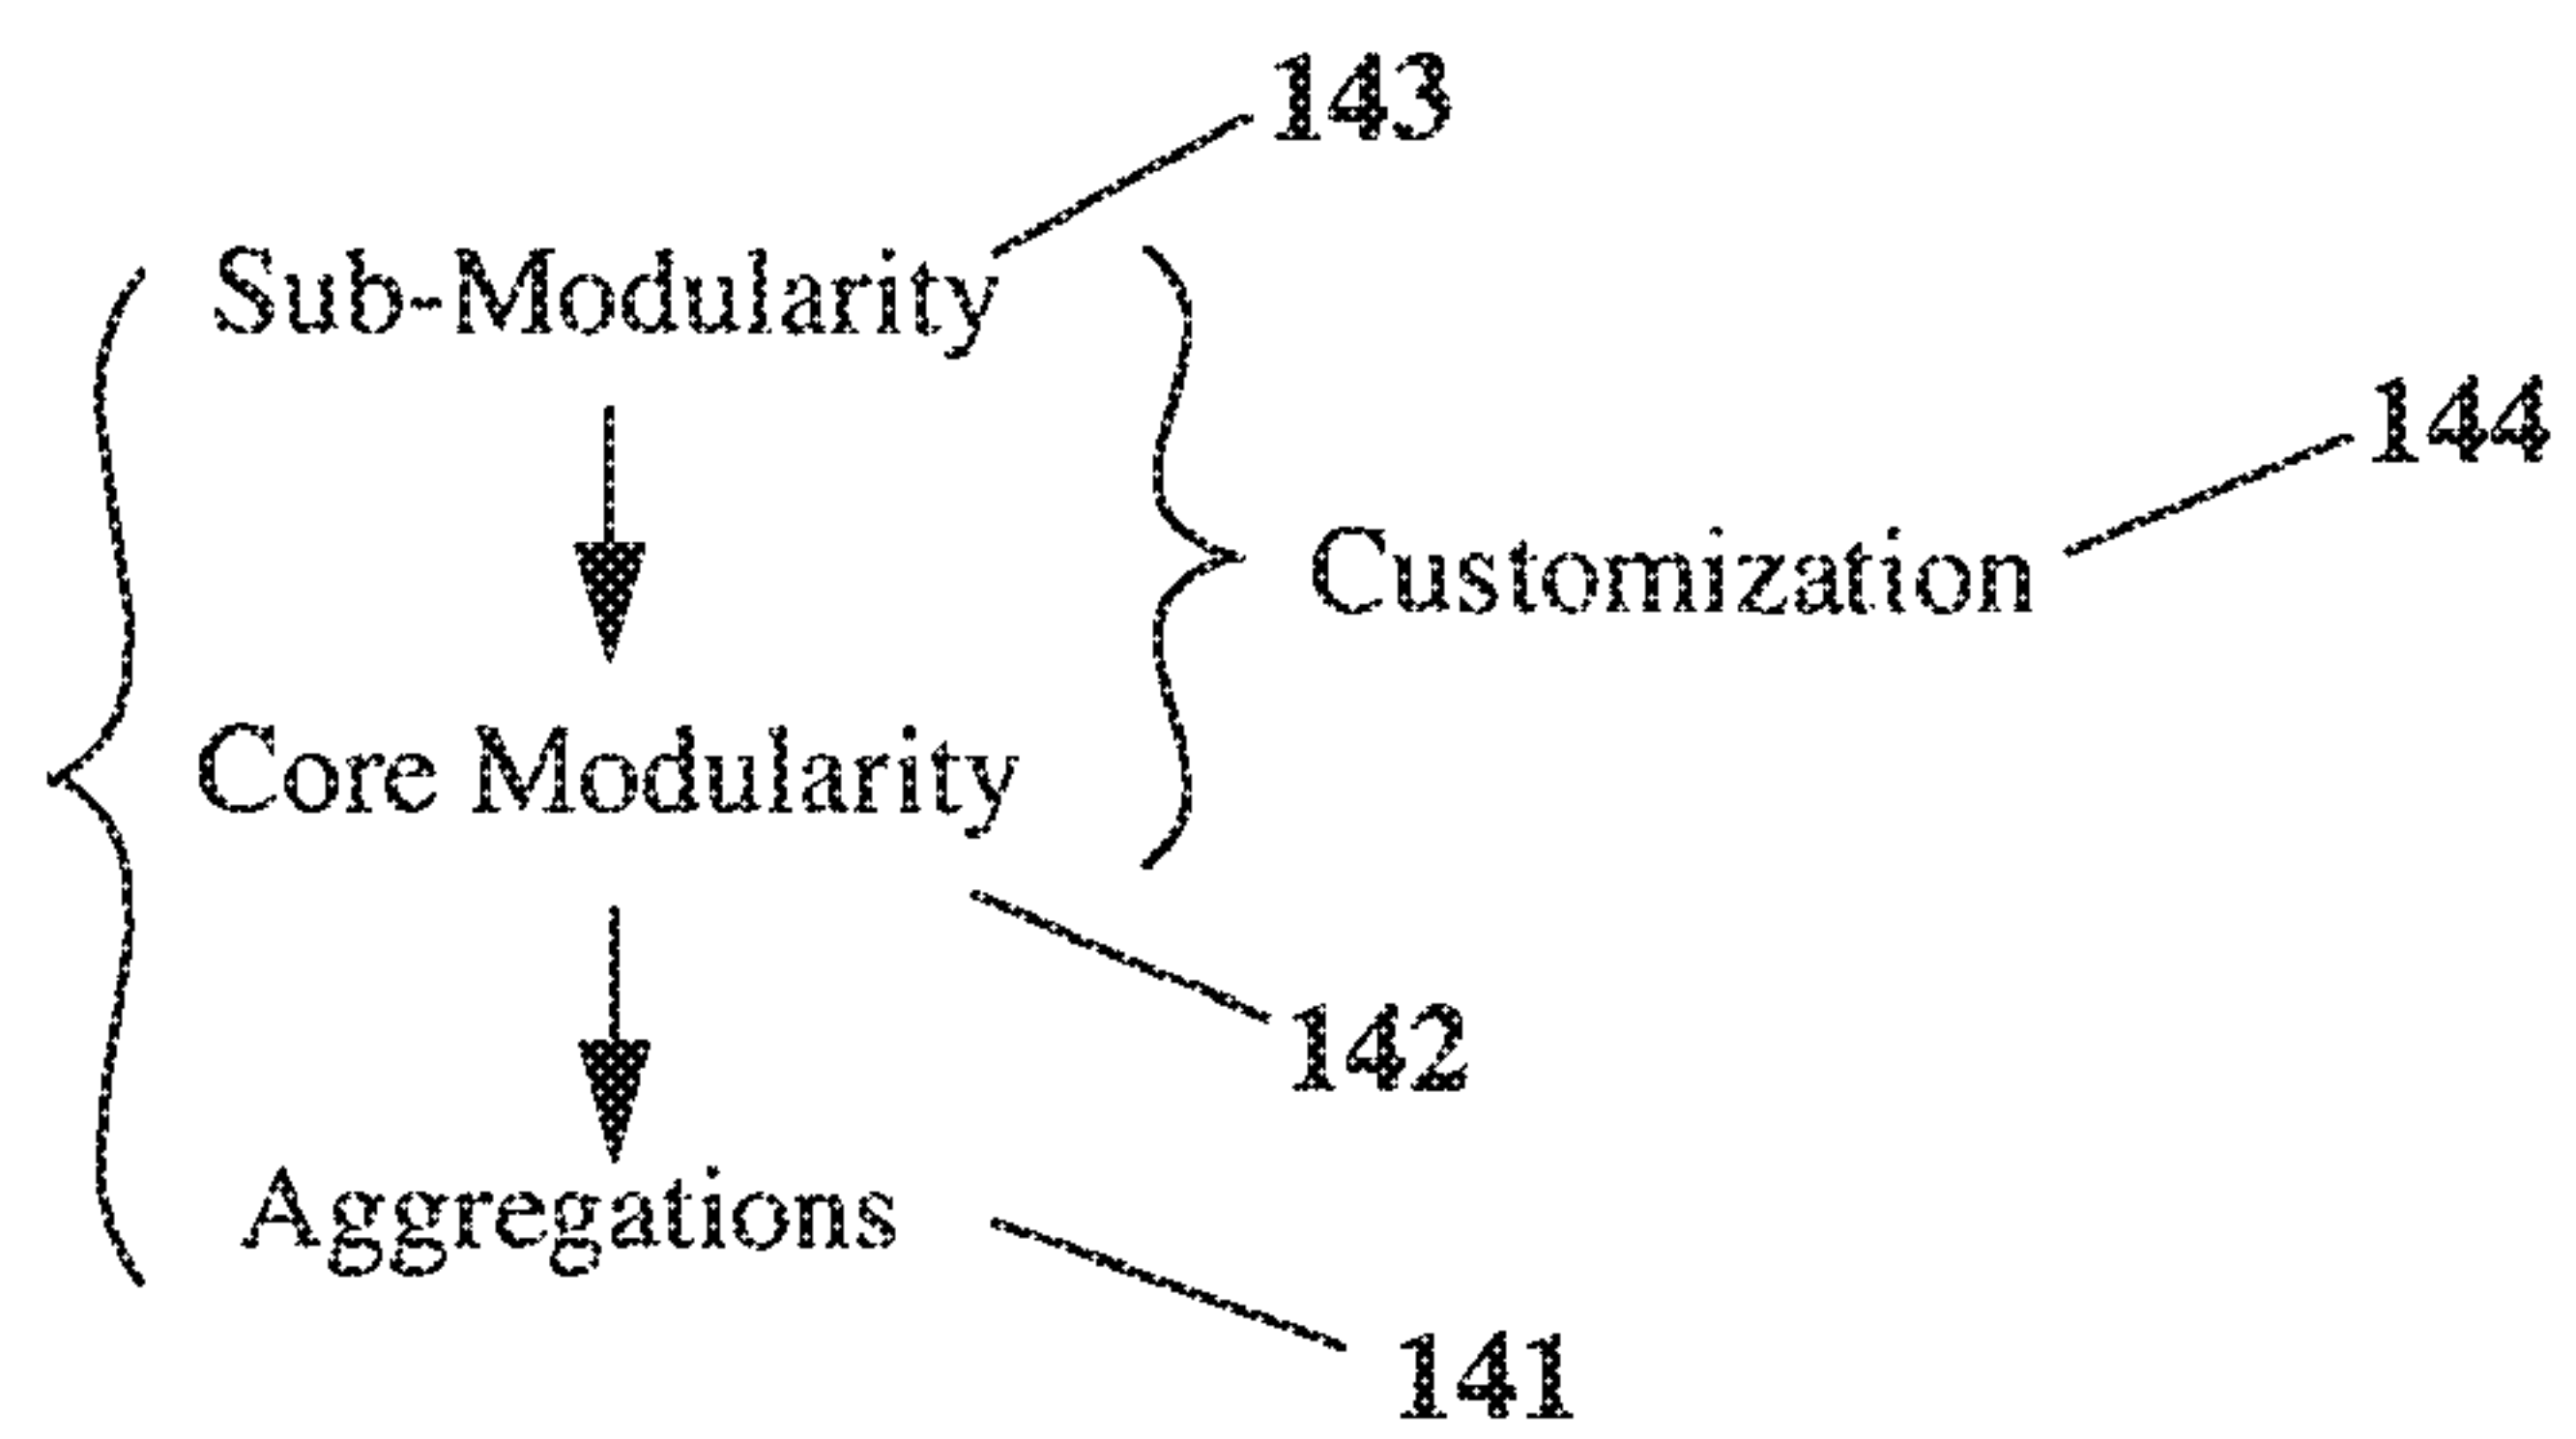 143
Sub-Modularity
144
Customization
Core Modularity
142
Aggregations
141